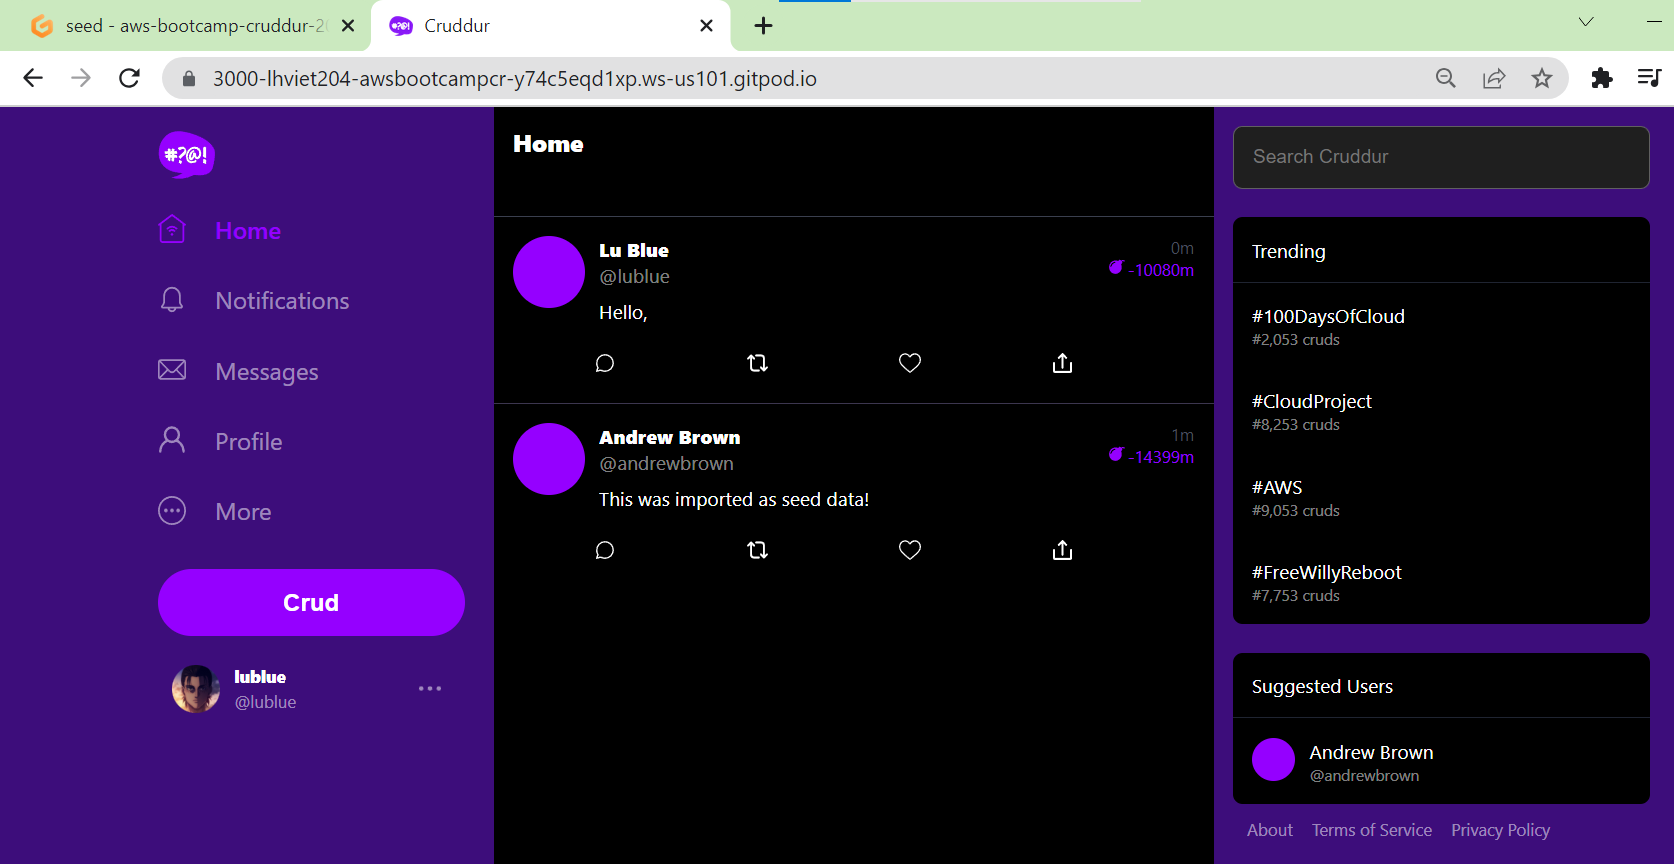 seed - aws-bootcamp-cruddur-20
Cruddur
3000-lhviet204-awsbootcampcr-y74c5eqd1xp.ws-us101.gitpod.io
#?@!
Home
Notifications
Messages
Profile
More
Crud
lublue
@lublue
Home
Lu Blue
0m
@lublue
-10080m
Hello,
Andrew Brown
1m
@andrewbrown
-14399m
This was imported as seed data!
Search Cruddur
Trending
#100DaysOfCloud
#2,053 cruds
#CloudProject
#8,253 cruds
#AWS
#9,053 cruds
#FreeWillyReboot
#7,753 cruds
Suggested Users
Andrew Brown
@andrewbrown
About Terms of Service Privacy Policy